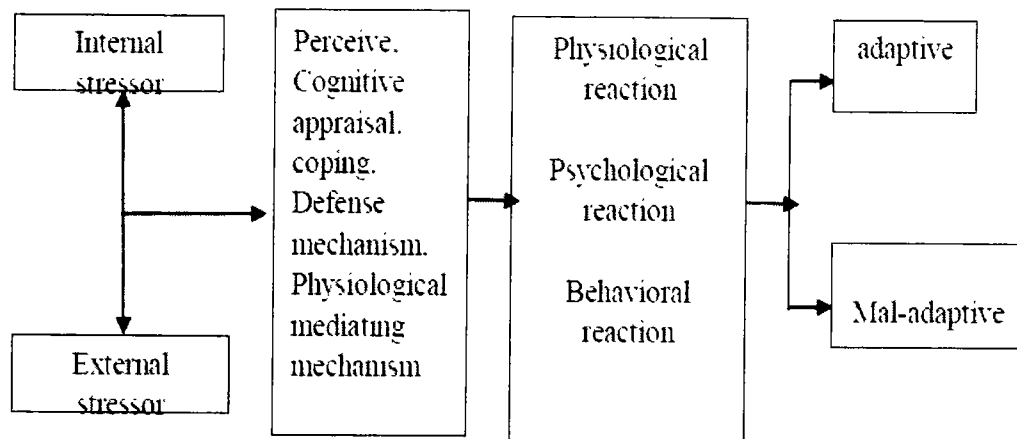 Internal
stressor
External
stressor
Perceive.
Cognitive
appraisal.
coping.
Defense
mechanism.
Physiological
mediating
mechanism
Physiological
reaction
Psychological
reaction
Behavioral
reaction
adaptive
Mal-adaptive